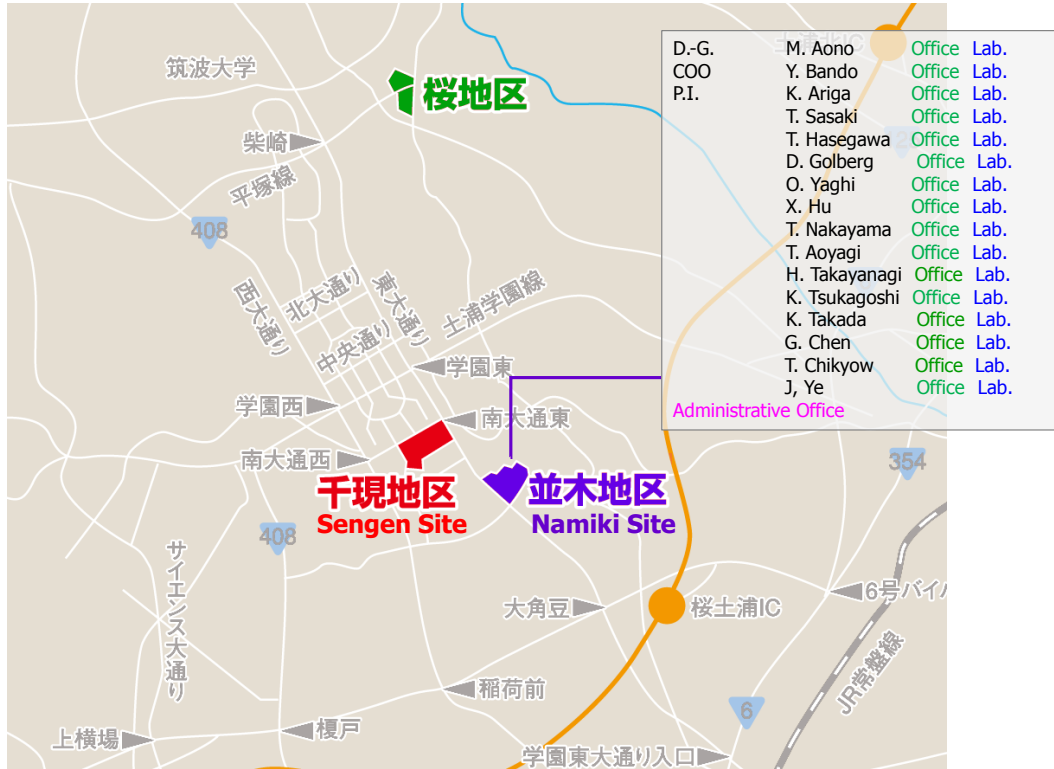 土浦北IC
D.-G. M. Aono Office Lab.
COO Y. Bando Office Lab.
P.I. K. Ariga Office Lab.
T. Sasaki Office Lab.
T. Hasegawa Office Lab.
D. Golberg Office Lab.
O. Yaghi Office Lab.
X. Hu Office Lab.
T. Nakayama Office Lab.
T. Aoyagi Office Lab.
H. Takayanagi Office Lab.
K. Tsukagoshi Office Lab.
K. Takada Office Lab.
G. Chen Office Lab.
T. Chikyow Office Lab.
J, Ye Office Lab.
Administrative Office
筑波大学
桜地区
柴崎
平塚線
408
西大通り
北大通り
東大通り
中央通り
土浦学園線
学園東
学園西
南大通東
南大通西
354
千現地区
Sengen Site
並木地区
Namiki Site
408
サイエンス大通り
大角豆
桜土浦IC
6号バイパ
JR常磐線
稲荷前
6
上横場
榎戸
学園東大通り入口